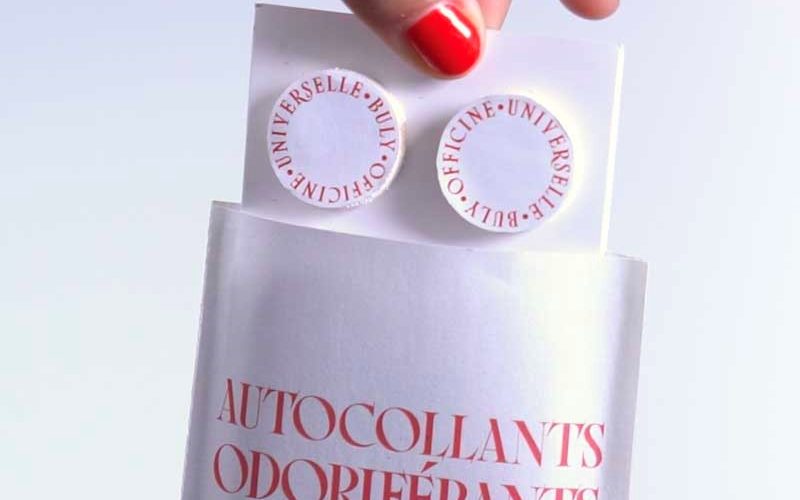 OFFICINE • UNIVERSELLE • BULY •
OFFICINE • UNIVERSELLE • BULY •
AUTOCOLLANTS
ODORIFÉRANTS